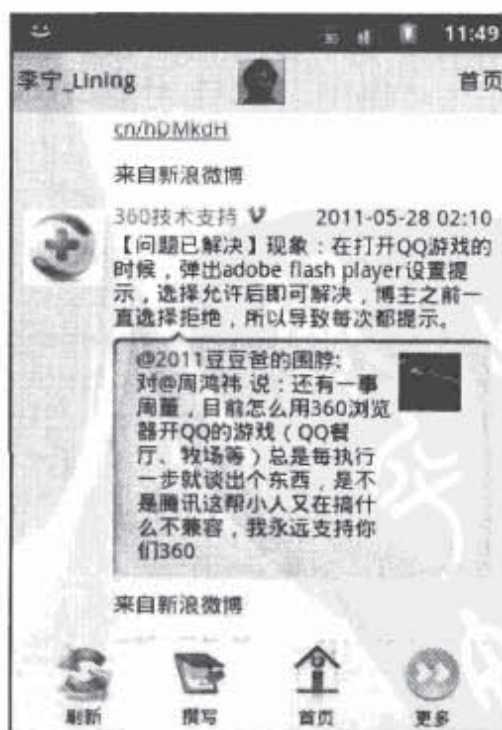 11:49
李宁_Lining
首页
cn/hDMkdH
来自新浪微博
360技术支持 2011-05-28 02:10
【问题已解决】现象：在打开QQ游戏的
时候，弹出adobe flash player设置提
示，选择允许后即可解决，博主之前一
直选择拒绝，所以导致每次都提示。
@2011豆豆爸的围脖:
对@周鸿祎 说：还有一事
周董，目前怎么用360浏览
器开QQ的游戏（QQ餐
厅、牧场等）总是每执行
一步就谈出个东西，是不
是腾讯这帮小人又在搞什
么不兼容，我永远支持你
们360
来自新浪微博
刷新
撰写
首页
更多